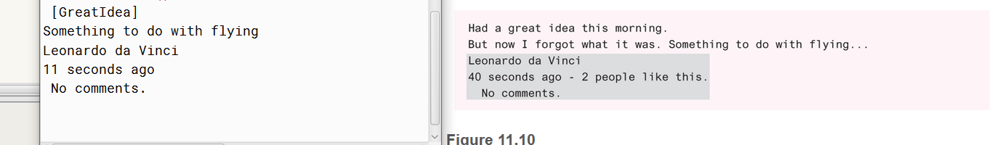 [GreatIdea]
Something to do with flying
Leonardo da Vinci
11 seconds ago
No comments.
Had a great idea this morning.
But now I forgot what it was. Something to do with flying...
Leonardo da Vinci
40 seconds ago - 2 people like this.
No comments.
Figure 11.10